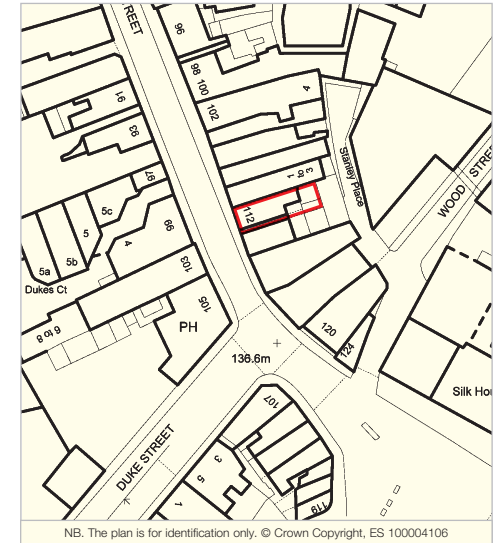 STREET
WOOD STREE
96
98
100
102
4
91
93
97
Stanley Place
1 to 3
112
5c
5
5b
5a
Dukes Ct
99
4
103
105
6 to 8
PH
120
124
136.6m
107
Silk Hou
DUKE STREET
3
5
1
119
NB. The plan is for identification only. © Crown Copyright, ES 100004106